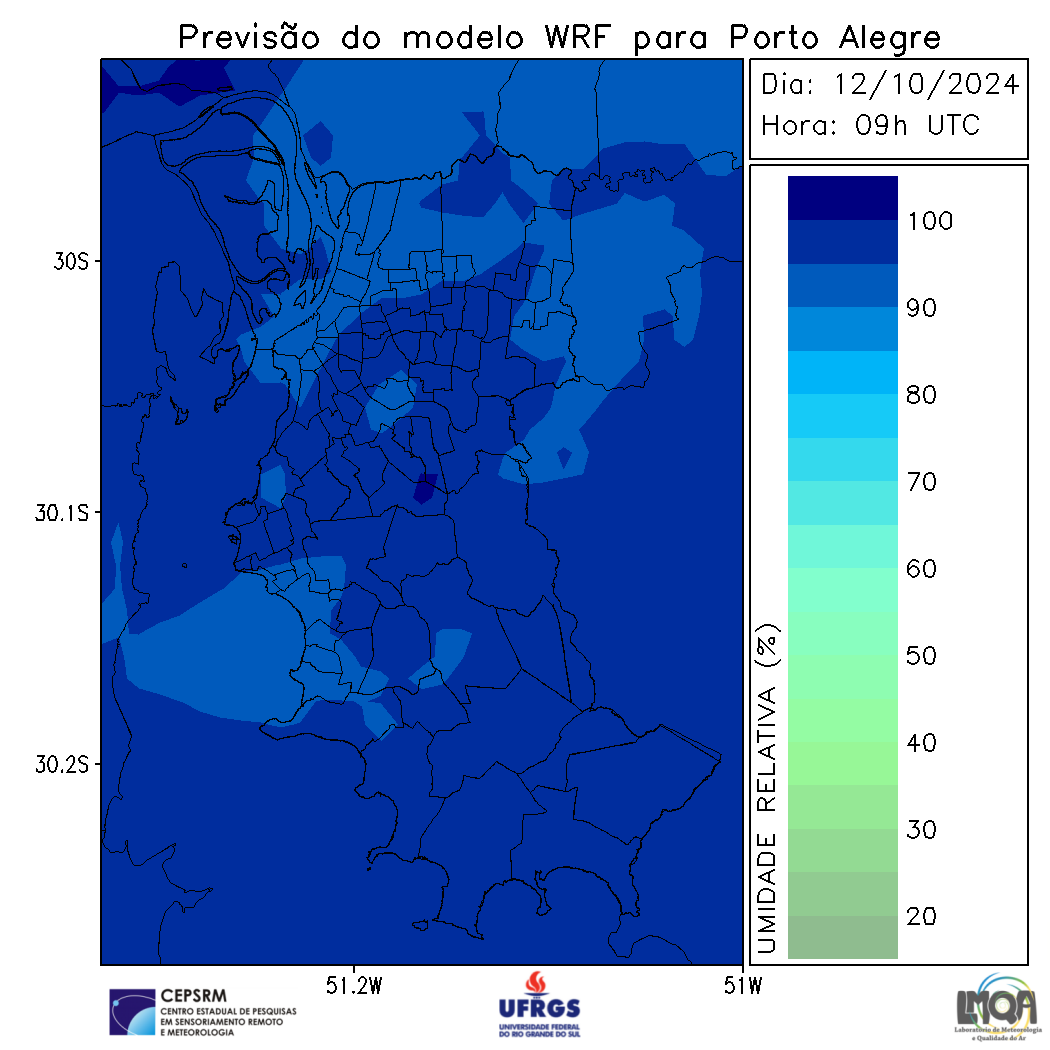 Previsão do modelo WRF para Porto Alegre
Dia: 12/10/2024
Hora: 09h UTC
100
90
80
70
60
50
40
30
20
UMIDADE RELATIVA (%)
30S
30.1S
30.2S
51.2W
51W
CEPSRM
CENTRO ESTADUAL DE PESQUISAS
EM SENSORIAMENTO REMOTO
E METEOROLOGIA
UFRGS
UNIVERSIDADE FEDERAL
DO RIO GRANDE DO SUL
LMQA
Laboratório de Meteorologia
e Qualidade do Ar